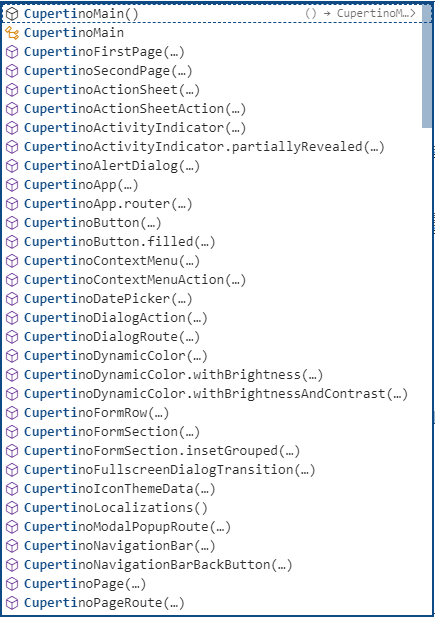 CupertinoMain() () → CupertinoM…>
CupertinoMain
CupertinoFirstPage(…)
CupertinoSecondPage(…)
CupertinoActionSheet(…)
CupertinoActionSheetAction(…)
CupertinoActivityIndicator(…)
CupertinoActivityIndicator.partiallyRevealed(…)
CupertinoAlertDialog(…)
CupertinoApp(…)
CupertinoApp.router(…)
CupertinoButton(…)
CupertinoButton.filled(…)
CupertinoContextMenu(…)
CupertinoContextMenuAction(…)
CupertinoDatePicker(…)
CupertinoDialogAction(…)
CupertinoDialogRoute(…)
CupertinoDynamicColor(…)
CupertinoDynamicColor.withBrightness(…)
CupertinoDynamicColor.withBrightnessAndContrast(…)
CupertinoFormRow(…)
CupertinoFormSection(…)
CupertinoFormSection.insetGrouped(…)
CupertinoFullscreenDialogTransition(…)
CupertinoIconThemeData(…)
CupertinoLocalizations()
CupertinoModalPopupRoute(…)
CupertinoNavigationBar(…)
CupertinoNavigationBarBackButton(…)
CupertinoPage(…)
CupertinoPageRoute(…)